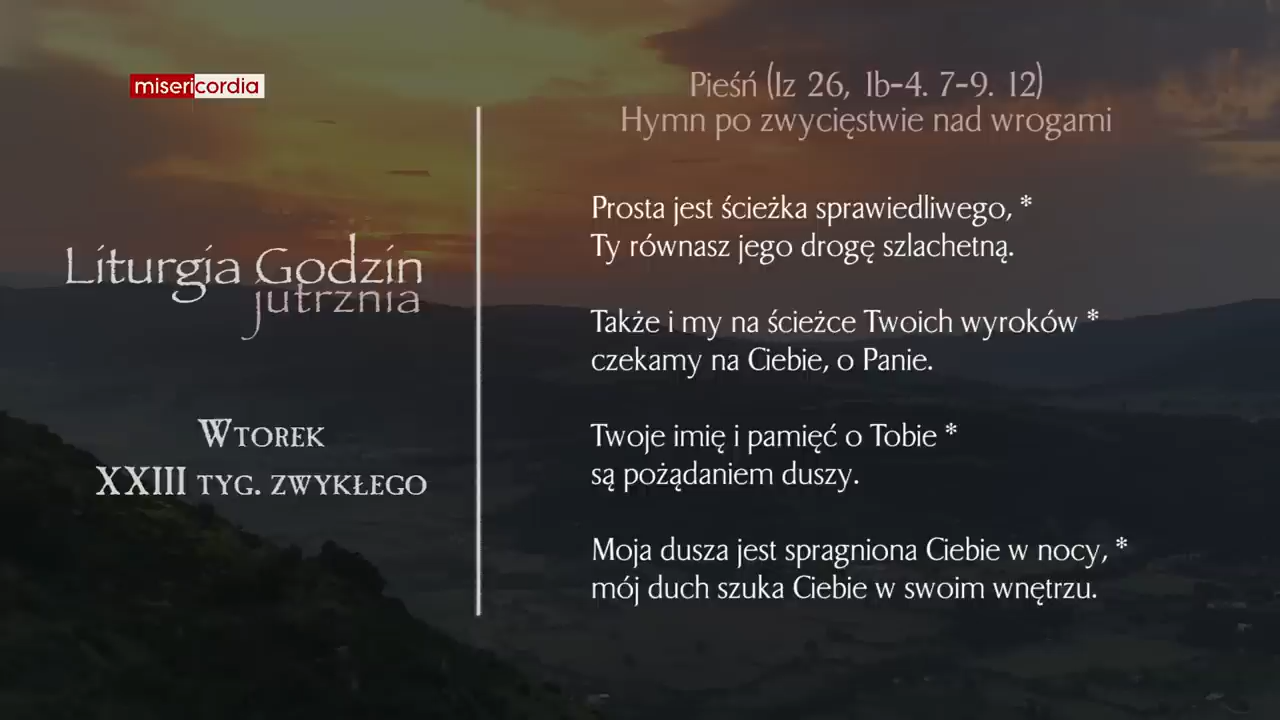 misericordia
Liturgia Godzin
jutrznia
Wtorek
XXIII tyg. zwykłego
Pieśń (Iz 26, 1b-4. 7-9. 12)
Hymn po zwycięstwie nad wrogami
Prosta jest ścieżka sprawiedliwego, *
Ty równasz jego drogę szlachetną.
Także i my na ścieżce Twoich wyroków *
czekamy na Ciebie, o Panie.
Twoje imię i pamięć o Tobie *
są pożądaniem duszy.
Moja dusza jest spragniona Ciebie w nocy, *
mój duch szuka Ciebie w swoim wnętrzu.